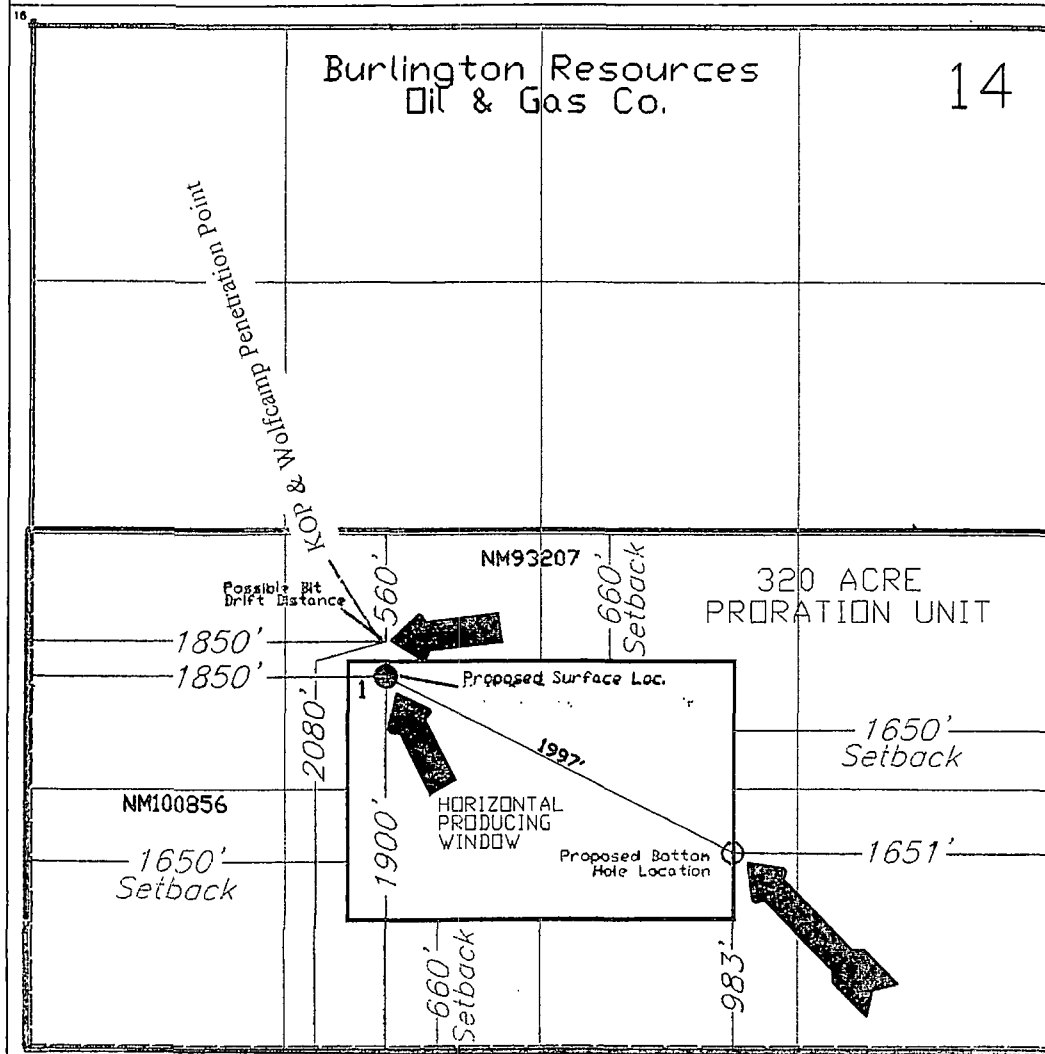 16
Burlington Resources
Oil & Gas Co.
14
KOP & Wolfcamp Penetration Point
NM93207
320 ACRE
PRORATION UNIT
Possible Bit
Drift Distance
560'
660'
Setback
1850'
1850'
1
Proposed Surface Loc.
2080'
1997'
1650'
Setback
NM100856
HORIZONTAL
PRODUCING
WINDOW
1900'
1650'
Setback
Proposed Bottom
Hole Location
1651'
660'
Setback
983'